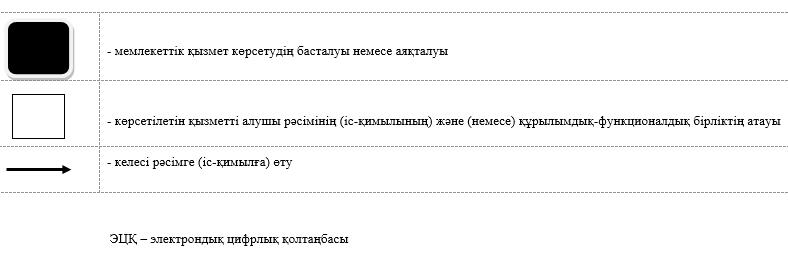 - мемлекеттік қызмет көрсетудің басталуы немесе аяқталуы
- көрсетілетін қызметті алушы рәсімінің (іс-қимылының) және (немесе) құрылымдық-функционалдық бірліктің атауы
- келесі рәсімге (іс-қимылға) өту
ЭЦҚ – электрондық цифрлық қолтаңбасы